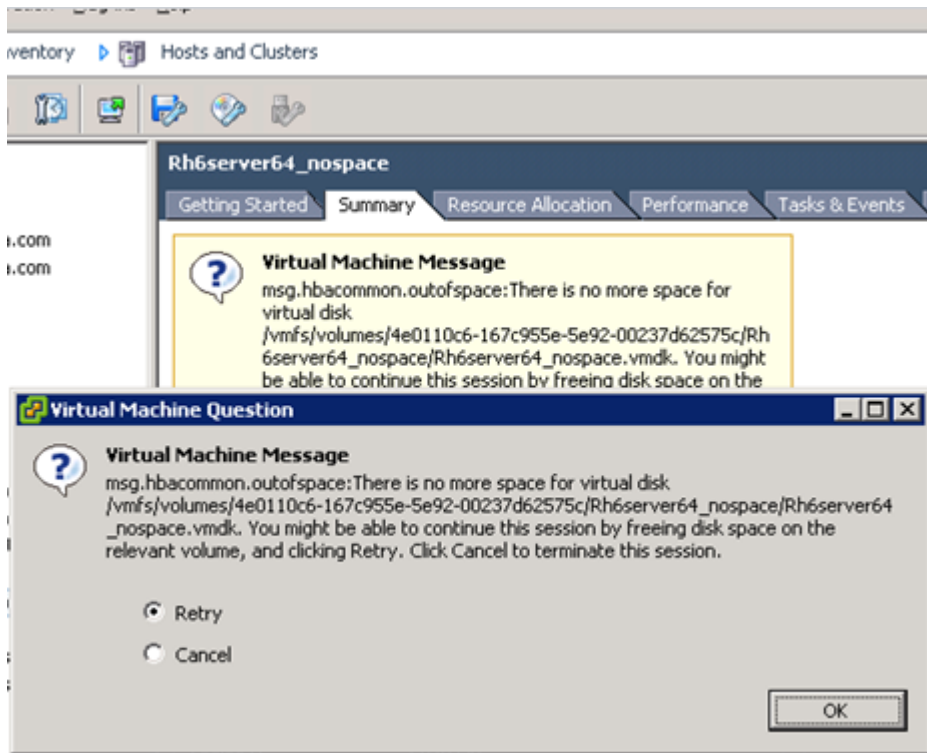 Hosts and Clusters
Rh6server64_nospace
Getting Started Summary Resource Allocation Performance Tasks & Events
a.com
a.com
Virtual Machine Message
msg.hbacommon.outofspace:There is no more space for
virtual disk
/vmfs/volumes/4e0110c6-167c955e-5e92-00237d62575c/Rh
6server64_nospace/Rh6server64_nospace.vmdk. You might
be able to continue this session by freeing disk space on the
Virtual Machine Question
Virtual Machine Message
msg.hbacommon.outofspace:There is no more space for virtual disk
/vmfs/volumes/4e0110c6-167c955e-5e92-00237d62575c/Rh6server64_nospace/Rh6server64
_nospace.vmdk. You might be able to continue this session by freeing disk space on the
relevant volume, and clicking Retry. Click Cancel to terminate this session.
Retry
Cancel
OK